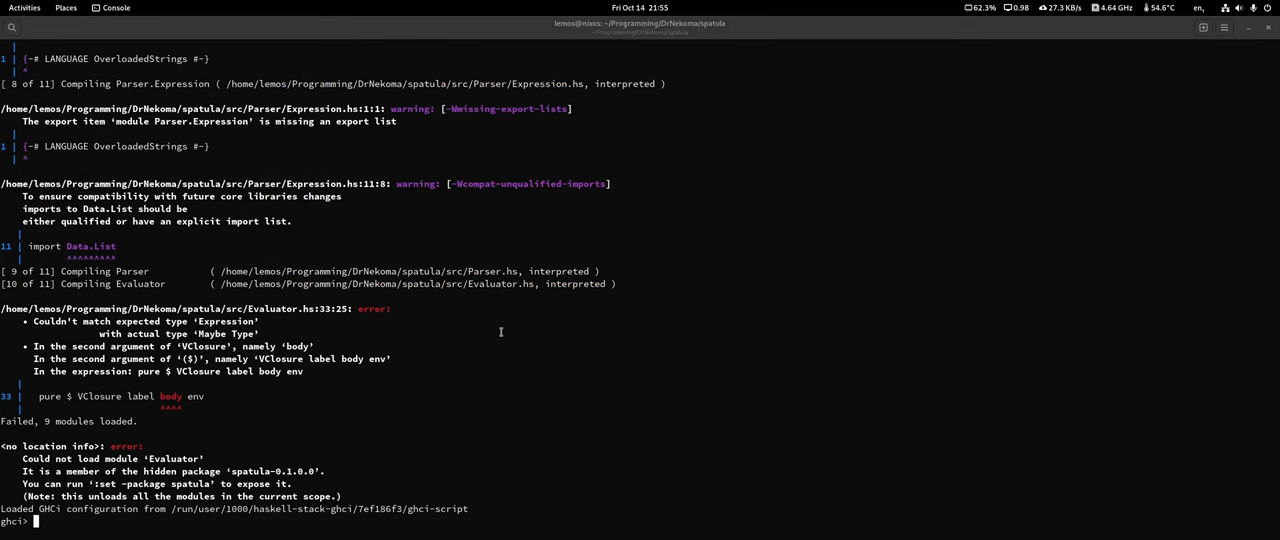 Activities Places Console Fri Oct 14 21:55 62.3% 0.98 27.3 KB/s 4.64 GHz 54.6°C en,
lemos@nixos: ~/Programming/DrNekoma/spatula
~/Programming/DrNekoma/spatula
|
1 | {-# LANGUAGE OverloadedStrings #-}
| ^
[ 8 of 11] Compiling Parser.Expression ( /home/lemos/Programming/DrNekoma/spatula/src/Parser/Expression.hs, interpreted )
/home/lemos/Programming/DrNekoma/spatula/src/Parser/Expression.hs:1:1: warning: [-Wmissing-export-lists]
The export item ‘module Parser.Expression’ is missing an export list
|
1 | {-# LANGUAGE OverloadedStrings #-}
| ^
/home/lemos/Programming/DrNekoma/spatula/src/Parser/Expression.hs:11:8: warning: [-Wcompat-unqualified-imports]
To ensure compatibility with future core libraries changes
imports to Data.List should be
either qualified or have an explicit import list.
|
11 | import Data.List
| ^^^^^^^^^
[ 9 of 11] Compiling Parser ( /home/lemos/Programming/DrNekoma/spatula/src/Parser.hs, interpreted )
[10 of 11] Compiling Evaluator ( /home/lemos/Programming/DrNekoma/spatula/src/Evaluator.hs, interpreted )
/home/lemos/Programming/DrNekoma/spatula/src/Evaluator.hs:33:25: error:
• Couldn't match expected type ‘Expression’
with actual type ‘Maybe Type’
• In the second argument of ‘VClosure’, namely ‘body’
In the second argument of ‘($)’, namely ‘VClosure label body env’
In the expression: pure $ VClosure label body env
|
33 | pure $ VClosure label body env
| ^^^^
Failed, 9 modules loaded.
<no location info>: error:
Could not load module ‘Evaluator’
It is a member of the hidden package ‘spatula-0.1.0.0’.
You can run ‘:set -package spatula’ to expose it.
(Note: this unloads all the modules in the current scope.)
Loaded GHCi configuration from /run/user/1000/haskell-stack-ghci/7ef186f3/ghci-script
ghci>